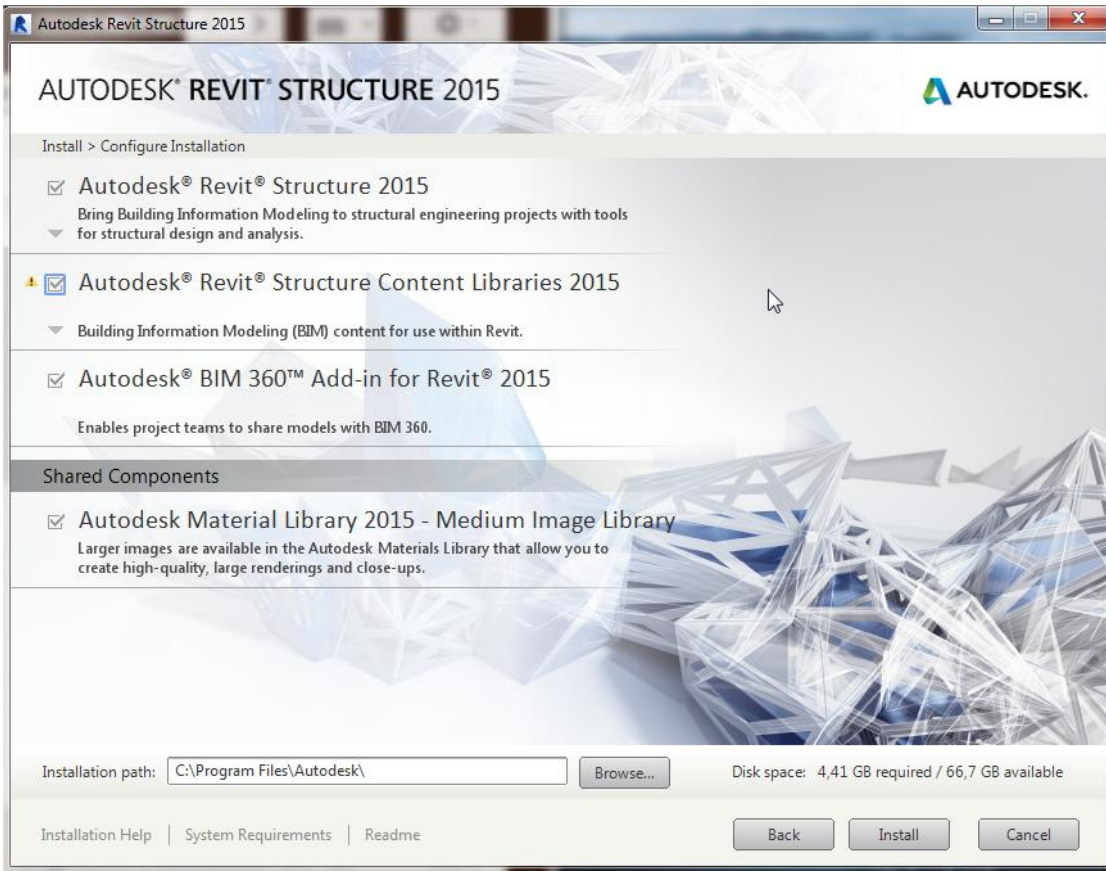 Autodesk Revit Structure 2015
AUTODESK® REVIT® STRUCTURE 2015
AUTODESK.
Install > Configure Installation
Autodesk® Revit® Structure 2015
Bring Building Information Modeling to structural engineering projects with tools
for structural design and analysis.
Autodesk® Revit® Structure Content Libraries 2015
Building Information Modeling (BIM) content for use within Revit.
Autodesk® BIM 360™ Add-in for Revit® 2015
Enables project teams to share models with BIM 360.
Shared Components
Autodesk Material Library 2015 - Medium Image Library
Larger images are available in the Autodesk Materials Library that allow you to
create high-quality, large renderings and close-ups.
Installation path: C:\Program Files\Autodesk\ Browse... Disk space: 4,41 GB required / 66,7 GB available
Installation Help | System Requirements | Readme Back Install Cancel